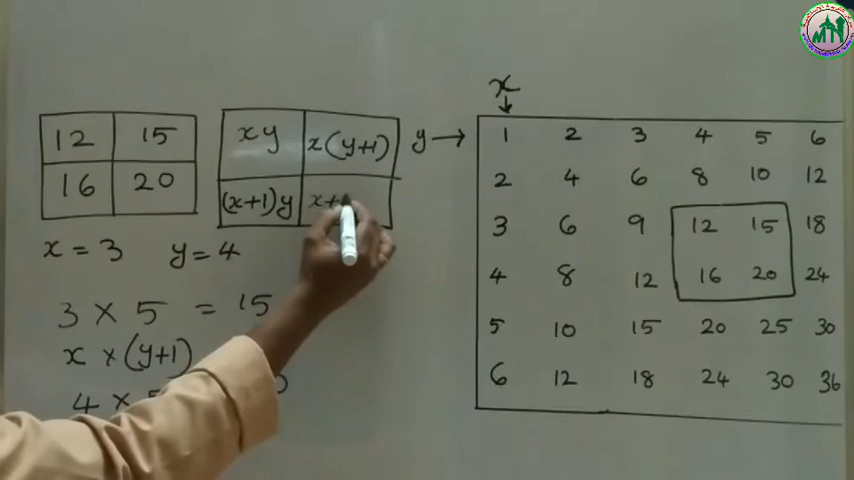 12 15
16 20
x = 3 y = 4
3 × 5 = 15
x × (y+1)
4 ×
xy x(y+1)
(x+1)y x+
x
↓
y →
1 2 3 4 5 6
2 4 6 8 10 12
3 6 9 12 15 18
4 8 12 16 20 24
5 10 15 20 25 30
6 12 18 24 30 36
MN